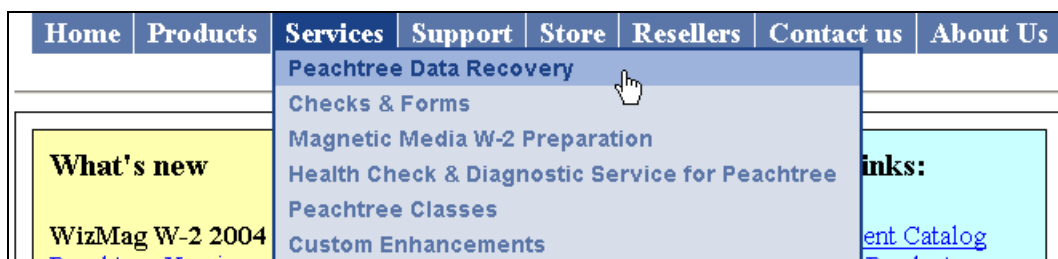 Home Products Services Support Store Resellers Contact us About Us
Peachtree Data Recovery
Checks & Forms
Magnetic Media W-2 Preparation
Health Check & Diagnostic Service for Peachtree
Peachtree Classes
Custom Enhancements
What's new
WizMag W-2 2004
inks:
ent Catalog